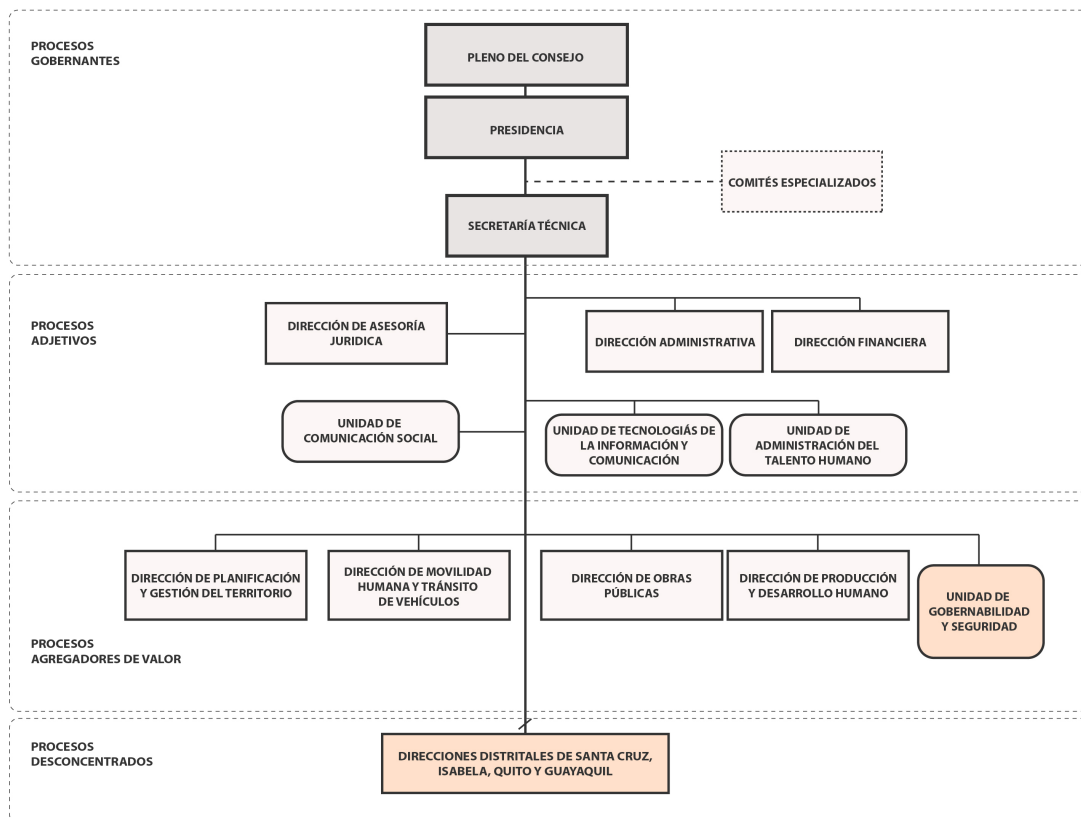 PROCESOS
GOBERNANTES
PLENO DEL CONSEJO
PRESIDENCIA
COMITÉS ESPECIALIZADOS
SECRETARÍA TÉCNICA
PROCESOS
ADJETIVOS
DIRECCIÓN DE ASESORÍA
JURIDICA
DIRECCIÓN ADMINISTRATIVA
DIRECCIÓN FINANCIERA
UNIDAD DE
COMUNICACIÓN SOCIAL
UNIDAD DE TECNOLOGIÁS DE
LA INFORMACIÓN Y
COMUNICACIÓN
UNIDAD DE
ADMINISTRACIÓN DEL
TALENTO HUMANO
DIRECCIÓN DE PLANIFICACIÓN
Y GESTIÓN DEL TERRITORIO
DIRECCIÓN DE MOVILIDAD
HUMANA Y TRÁNSITO
DE VEHÍCULOS
DIRECCIÓN DE OBRAS
PÚBLICAS
DIRECCIÓN DE PRODUCCIÓN
Y DESARROLLO HUMANO
UNIDAD DE
GOBERNABILIDAD
Y SEGURIDAD
PROCESOS
AGREGADORES DE VALOR
PROCESOS
DESCONCENTRADOS
DIRECCIONES DISTRITALES DE SANTA CRUZ,
ISABELA, QUITO Y GUAYAQUIL